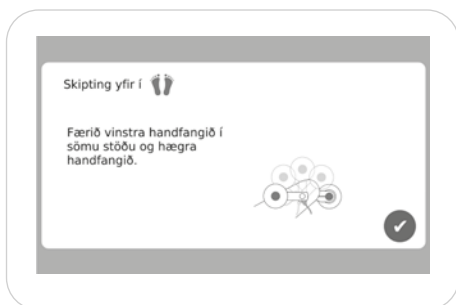 Skipting yfir í
Færið vinstra handfangið í
sömu stöðu og hægra
handfangið.